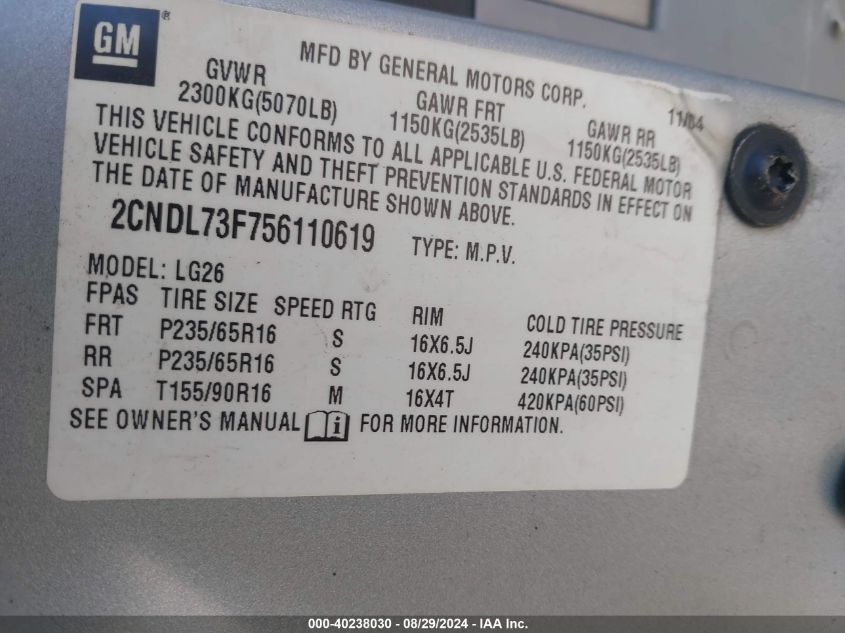 GM ®
MFD BY GENERAL MOTORS CORP.
11/04
GVWR
2300KG(5070LB)
GAWR FRT
1150KG(2535LB)
GAWR RR
1150KG(2535LB)
THIS VEHICLE CONFORMS TO ALL APPLICABLE U.S. FEDERAL MOTOR
VEHICLE SAFETY AND THEFT PREVENTION STANDARDS IN EFFECT ON
THE DATE OF MANUFACTURE SHOWN ABOVE.
2CNDL73F756110619 TYPE: M.P.V.
MODEL: LG26
FPAS TIRE SIZE SPEED RTG RIM COLD TIRE PRESSURE
FRT P235/65R16 S 16X6.5J 240KPA(35PSI)
RR P235/65R16 S 16X6.5J 240KPA(35PSI)
SPA T155/90R16 M 16X4T 420KPA(60PSI)
SEE OWNER'S MANUAL i FOR MORE INFORMATION.
000-40238030 - 08/29/2024 - IAA Inc.